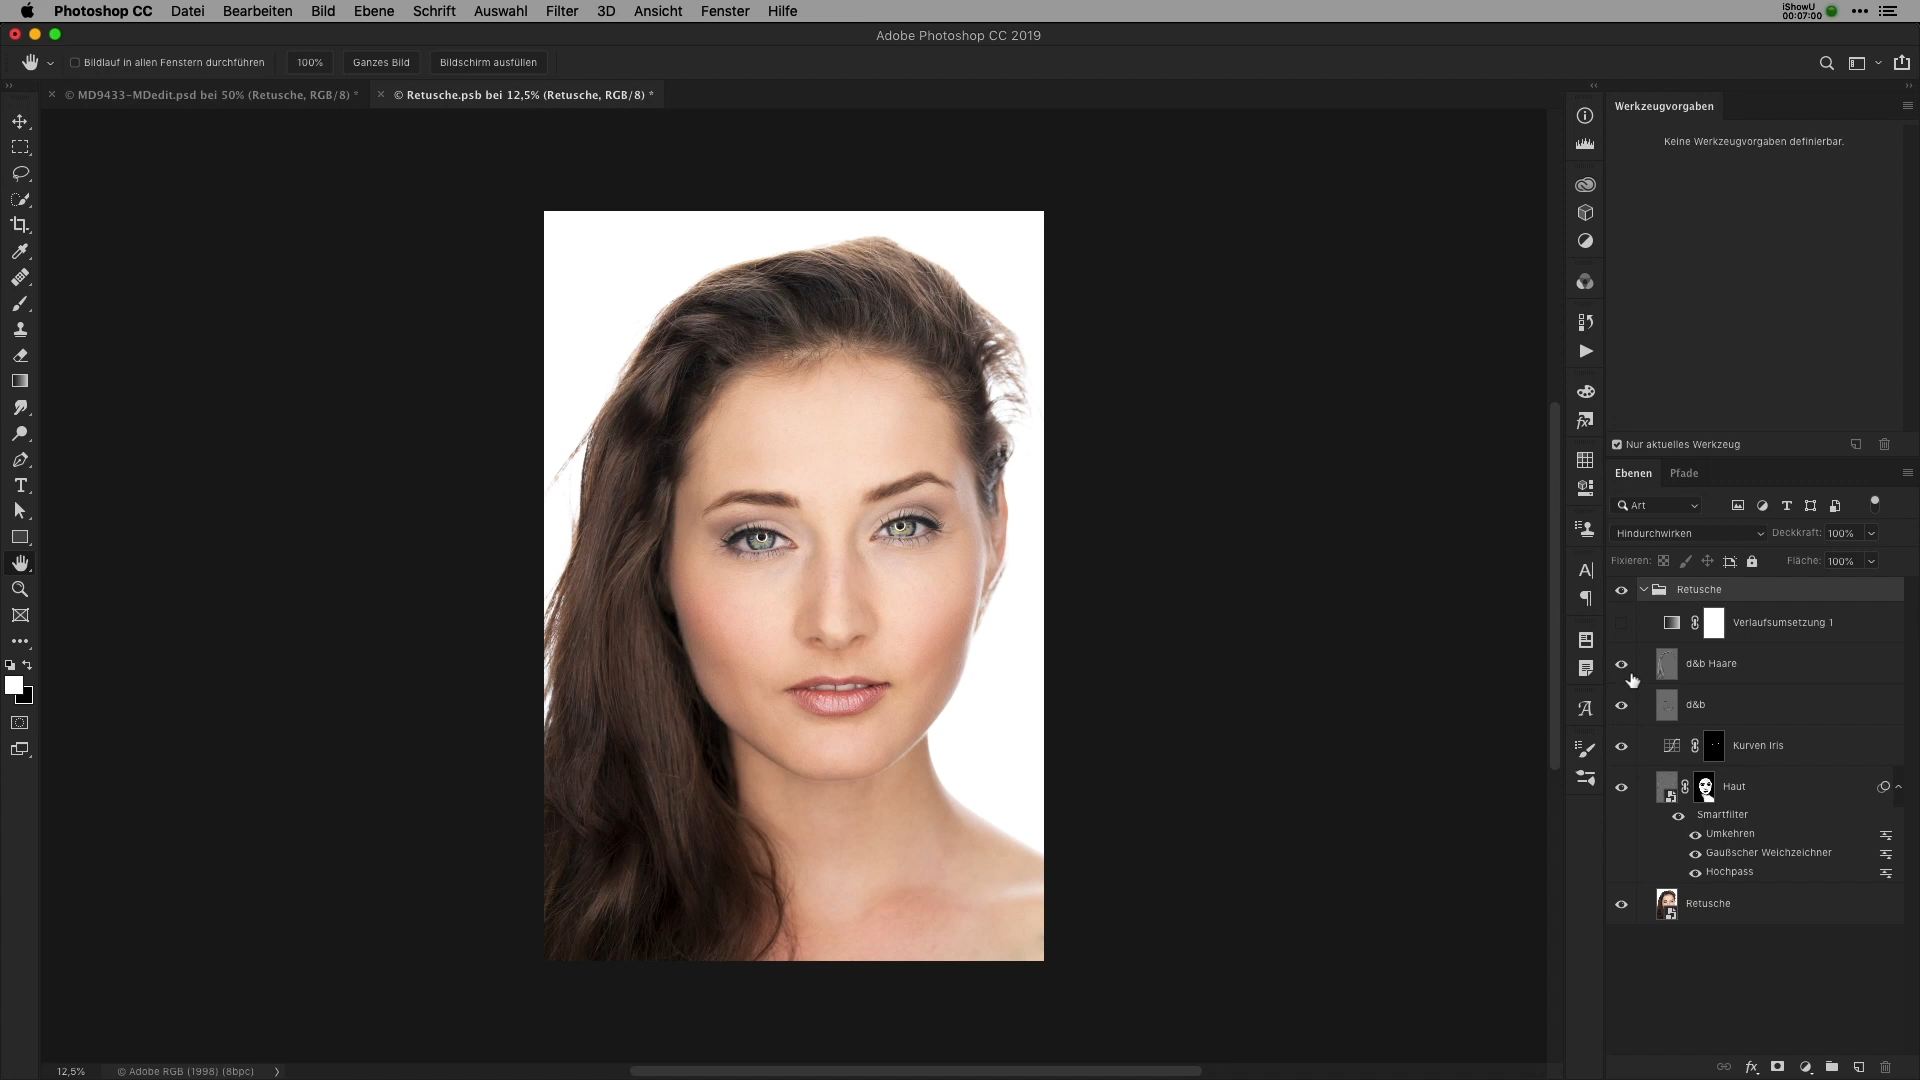 Photoshop CC Datei Bearbeiten Bild Ebene Schrift Auswahl Filter 3D Ansicht Fenster Hilfe
iShowU
00:07:00
Adobe Photoshop CC 2019
Bildlauf in allen Fenstern durchführen 100% Ganzes Bild Bildschirm ausfüllen
© MD9433-MDedit.psd bei 50% (Retusche, RGB/8) *
© Retusche.psb bei 12,5% (Retusche, RGB/8) *
Werkzeugvorgaben
Keine Werkzeugvorgaben definierbar.
Nur aktuelles Werkzeug
Ebenen Pfade
Art
Hindurchwirken Deckkraft: 100%
Fixieren: Fläche: 100%
Retusche
Verlaufsumsetzung 1
d&b Haare
d&b
Kurven Iris
Haut
Smartfilter
Umkehren
Gaußscher Weichzeichner
Hochpass
Retusche
12,5% © Adobe RGB (1998) (8bpc)